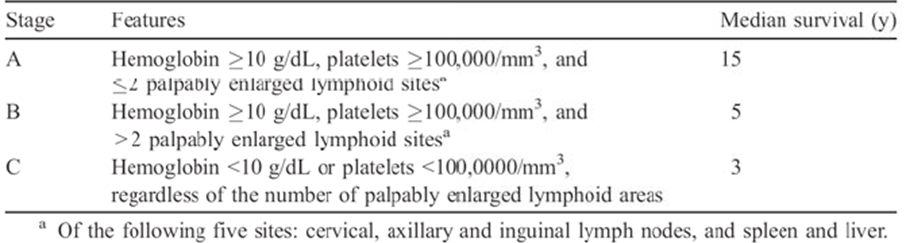 Stage Features Median survival (y)
A Hemoglobin ≥10 g/dL, platelets ≥100,000/mm³, and 15
≤2 palpably enlarged lymphoid sitesᵃ
B Hemoglobin ≥10 g/dL, platelets ≥100,000/mm³, and 5
>2 palpably enlarged lymphoid sitesᵃ
C Hemoglobin <10 g/dL or platelets <100,0000/mm³, 3
regardless of the number of palpably enlarged lymphoid areas
ᵃ Of the following five sites: cervical, axillary and inguinal lymph nodes, and spleen and liver.